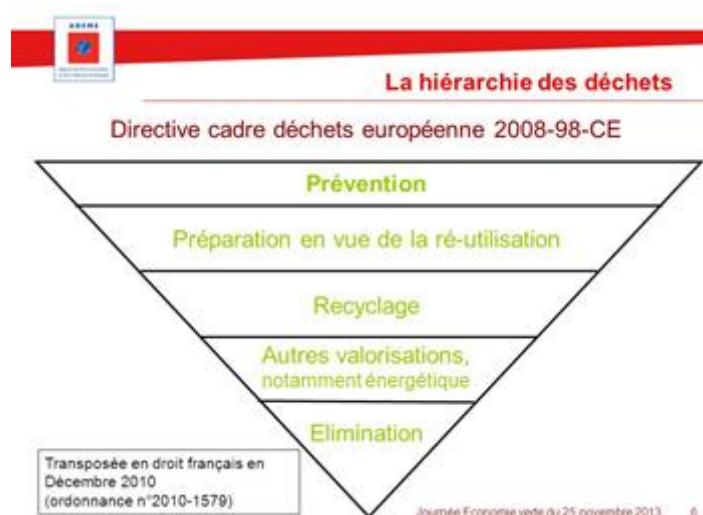 ADEME
La hiérarchie des déchets
Directive cadre déchets européenne 2008-98-CE
Prévention
Préparation en vue de la ré-utilisation
Recyclage
Autres valorisations,
notamment énergétique
Elimination
Transposée en droit français en
Décembre 2010
(ordonnance n°2010-1579)
Journée Economie verte du 25 novembre 2013 6